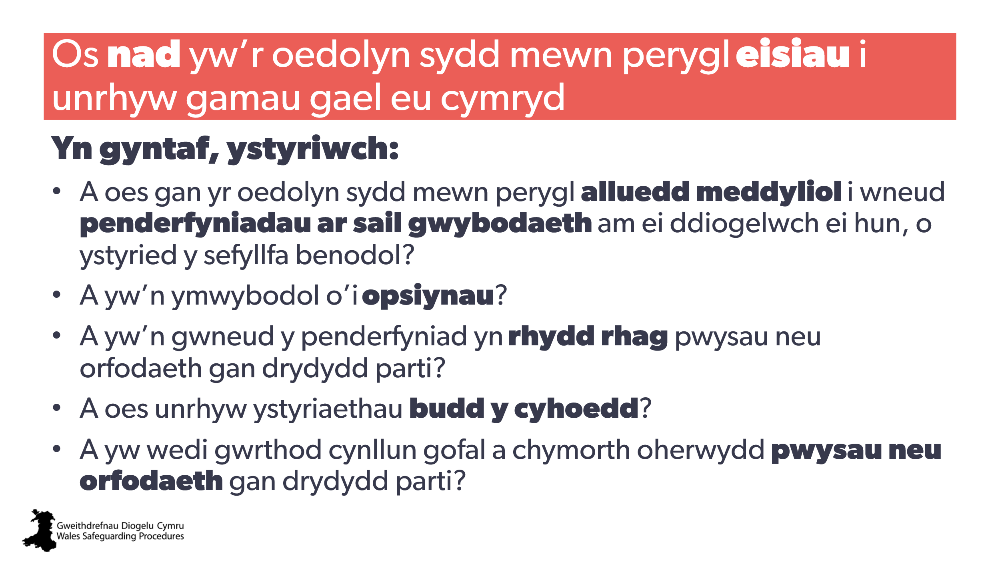 Os nad yw’r oedolyn sydd mewn perygl eisiau i
unrhyw gamau gael eu cymryd
Yn gyntaf, ystyriwch:
• A oes gan yr oedolyn sydd mewn perygl alluedd meddyliol i wneud
penderfyniadau ar sail gwybodaeth am ei ddiogelwch ei hun, o
ystyried y sefyllfa benodol?
• A yw’n ymwybodol o’i opsiynau?
• A yw’n gwneud y penderfyniad yn rhydd rhag pwysau neu
orfodaeth gan drydydd parti?
• A oes unrhyw ystyriaethau budd y cyhoedd?
• A yw wedi gwrthod cynllun gofal a chymorth oherwydd pwysau neu
orfodaeth gan drydydd parti?
Gweithdrefnau Diogelu Cymru
Wales Safeguarding Procedures